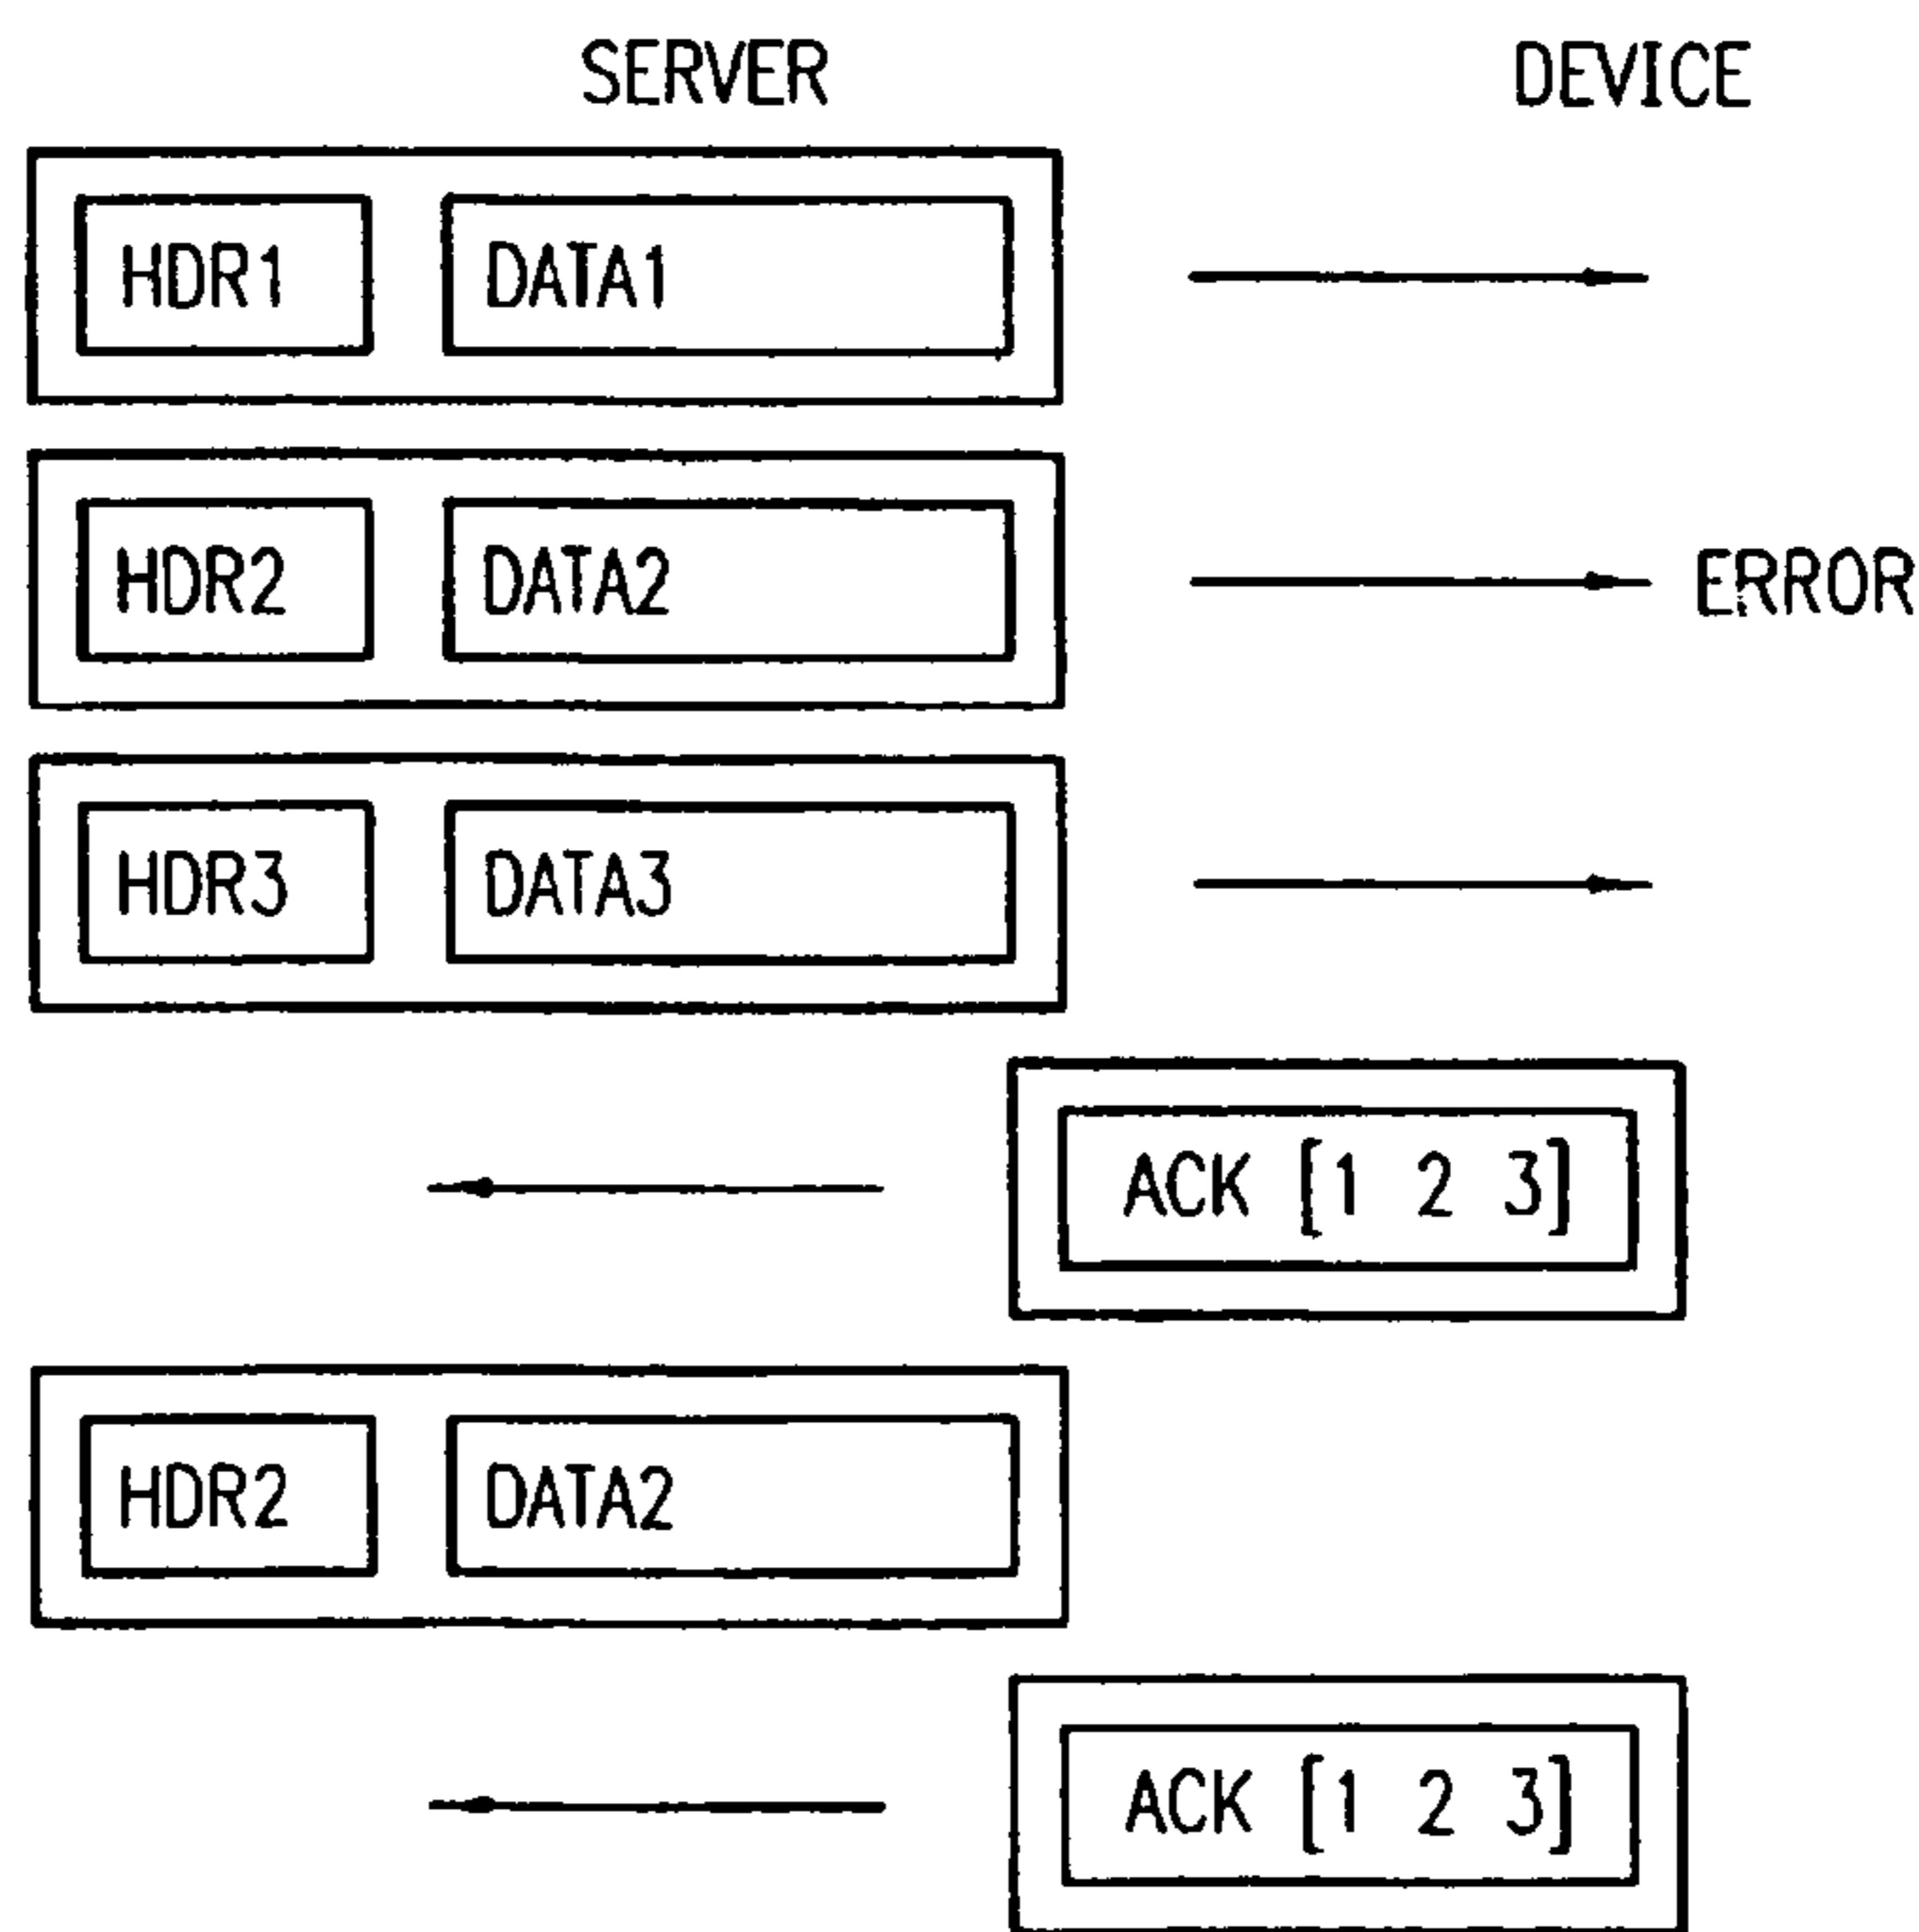 SERVER DEVICE
HDR1 DATA1
HDR2 DATA2 ERROR
HDR3 DATA3
ACK [1 2 3]
HDR2 DATA2
ACK [1 2 3]